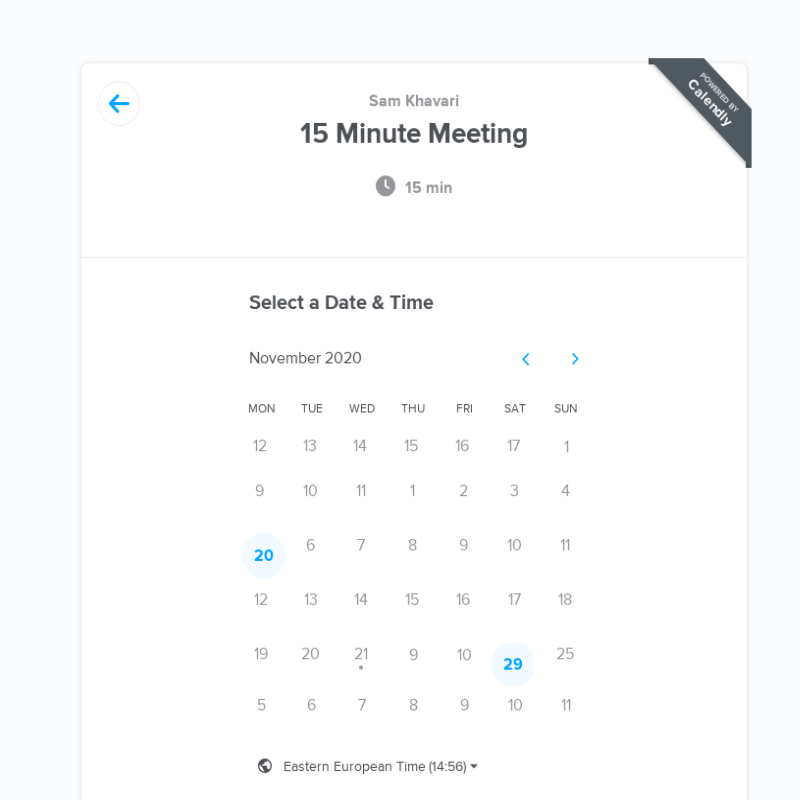 POWERED BY
Calendly
Sam Khavari
15 Minute Meeting
15 min
Select a Date & Time
November 2020
MON TUE WED THU FRI SAT SUN
12 13 14 15 16 17 1
9 10 11 1 2 3 4
20 6 7 8 9 10 11
12 13 14 15 16 17 18
19 20 21 9 10 29 25
5 6 7 8 9 10 11
Eastern European Time (14:56)